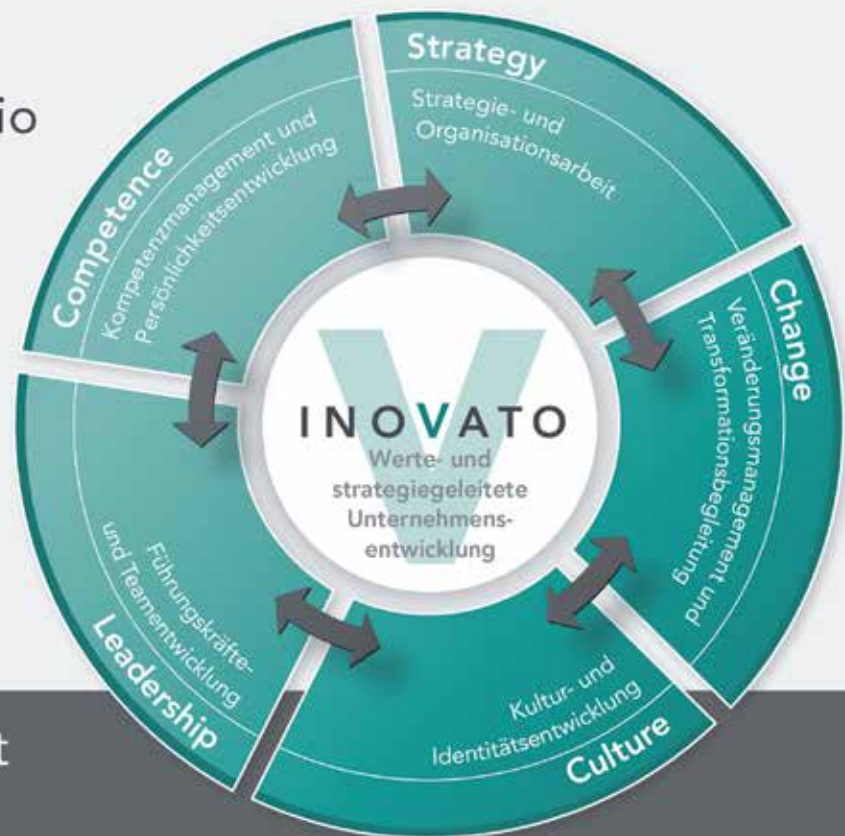 io
Strategy
Strategie- und
Organisationsarbeit
Change
Veränderungsmanagement und
Transformationsbegleitung
Culture
Kultur- und
Identitätsentwicklung
Leadership
Führungskräfte-
und Teamentwicklung
Competence
Kompetenzmanagement und
Persönlichkeitsentwicklung
V
INOVATO
Werte- und
strategiegeleitete
Unternehmens-
entwicklung
t